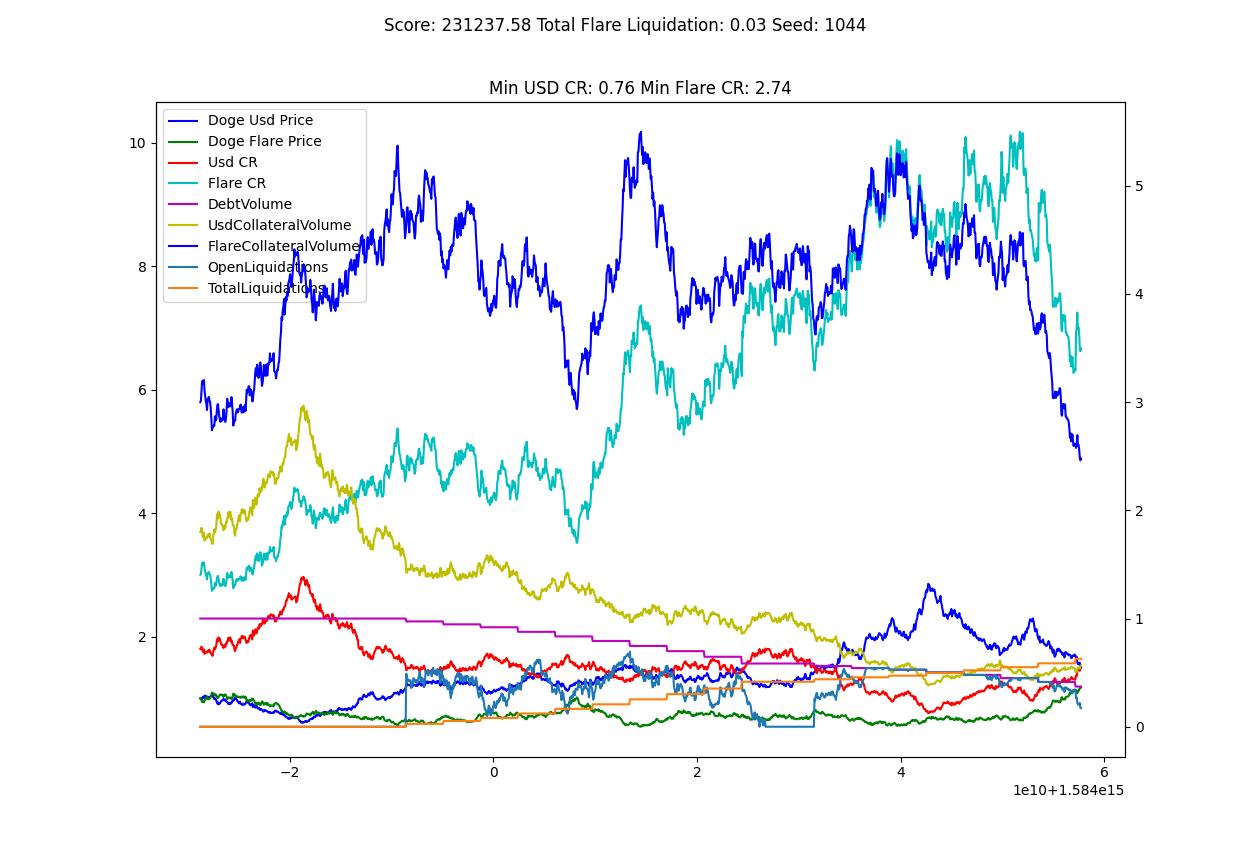 Score: 231237.58 Total Flare Liquidation: 0.03 Seed: 1044
Min USD CR: 0.76 Min Flare CR: 2.74
Doge Usd Price
Doge Flare Price
Usd CR
Flare CR
DebtVolume
UsdCollateralVolume
FlareCollateralVolume
OpenLiquidations
TotalLiquidations
10
8
6
4
2
5
4
3
2
1
0
−2
0
2
4
6
1e10+1.584e15